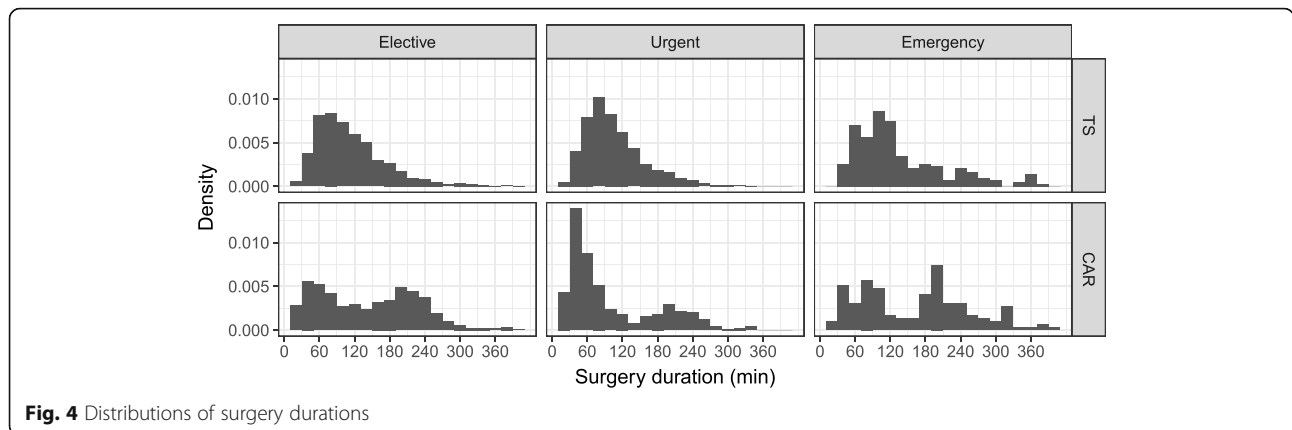 Elective Urgent Emergency
0.010
0.005
0.000
TS
Density
0.010
0.005
0.000
CAR
0 60 120 180 240 300 360 0 60 120 180 240 300 360 0 60 120 180 240 300 360
Surgery duration (min)
Fig. 4 Distributions of surgery durations